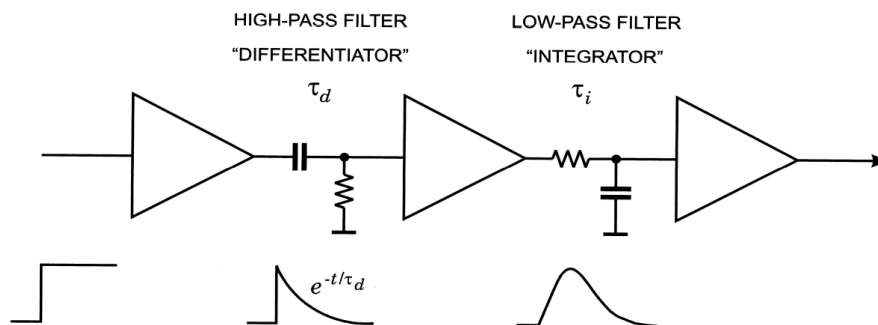 HIGH-PASS FILTER
“DIFFERENTIATOR”
τd
LOW-PASS FILTER
“INTEGRATOR”
τi
e-t/τd